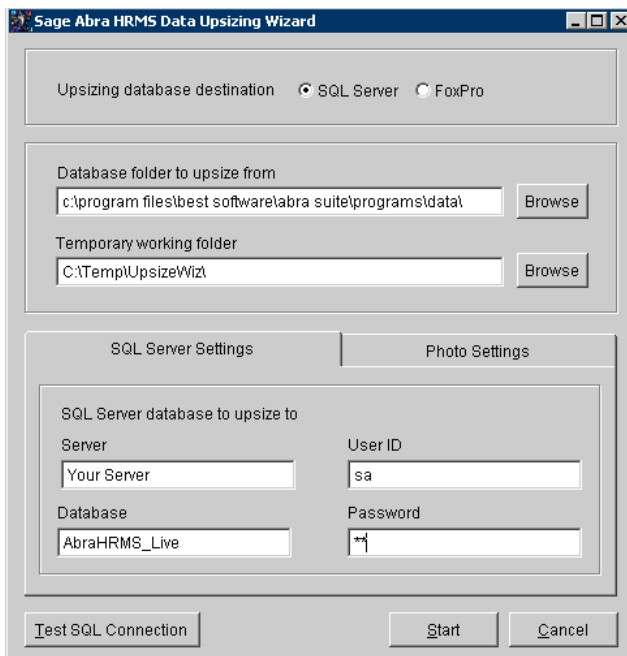 Sage Abra HRMS Data Upsizing Wizard
Upsizing database destination SQL Server FoxPro
Database folder to upsize from
c:\program files\best software\abra suite\programs\data\ Browse
Temporary working folder
C:\Temp\UpsizeWiz\ Browse
SQL Server Settings Photo Settings
SQL Server database to upsize to
Server User ID
Your Server sa
Database Password
AbraHRMS_Live **
Test SQL Connection Start Cancel